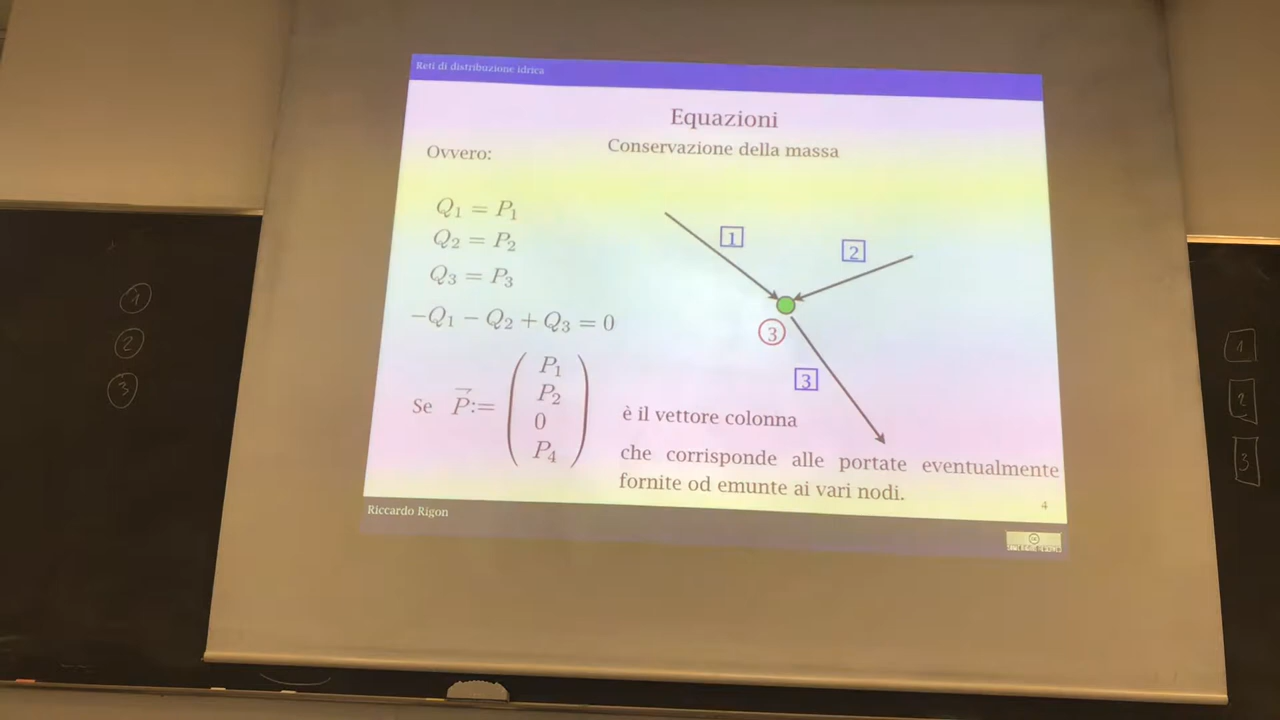 Reti di distribuzione idrica
Equazioni
Conservazione della massa
Ovvero:
Q₁ = P₁
Q₂ = P₂
Q₃ = P₃
−Q₁ − Q₂ + Q₃ = 0
Se P⃗ := ( P₁
P₂
0
P₄ )
è il vettore colonna
che corrisponde alle portate eventualmente
fornite od emunte ai vari nodi.
1
2
3
3
4
Riccardo Rigon
1
2
3
1
2
3